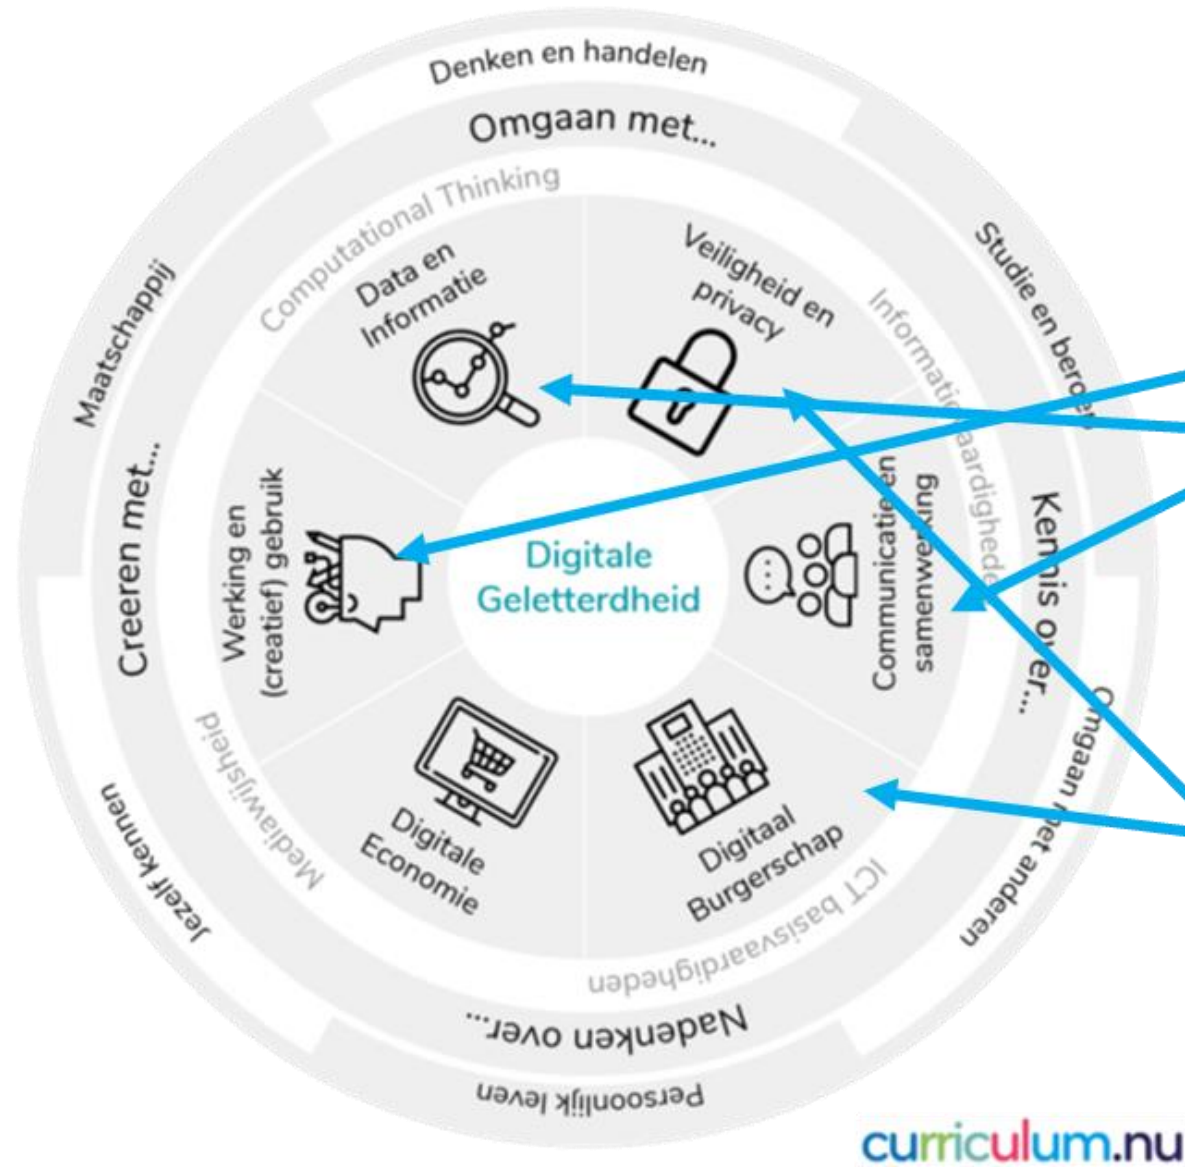 Denken en handelen
Omgaan met...
Computational Thinking
Data en
Informatie
Veiligheid en
privacy
Studie en beroep
Informatievaardigheden
Maatschappij
Creeren met...
Werking en
(creatief) gebruik
Digitale
Geletterdheid
Communicatie en
samenwerking
Kennis over...
Omgaan met anderen
Mediawijsheid
Jezelf kennen
Digitale
Economie
Digitaal
Burgerschap
ICT basisvaardigheden
Nadenken over...
Persoonlijk leven
curriculum.nu